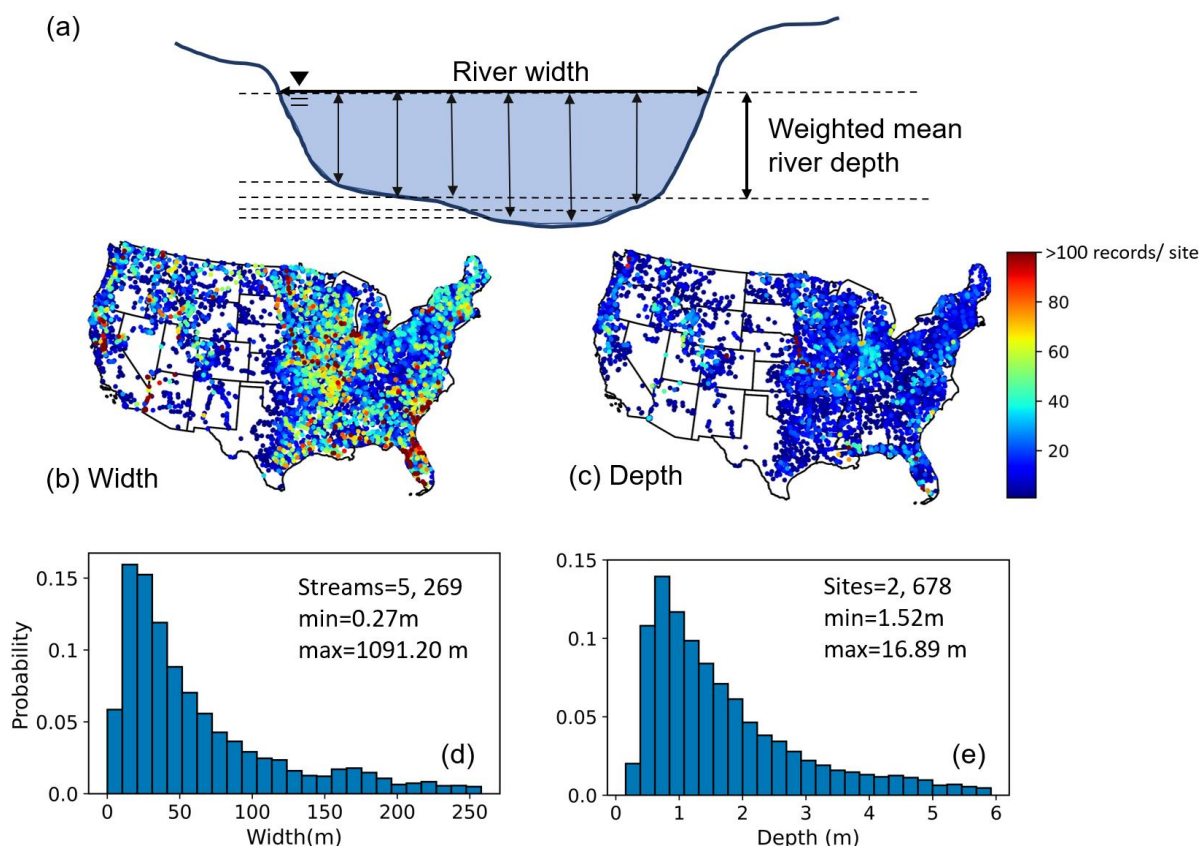 (a)
River width
Weighted mean
river depth
>100 records/ site
80
60
40
20
(b) Width
(c) Depth
0.15
0.1
0.05
0.0
Probability
Streams=5, 269
min=0.27m
max=1091.20 m
(d)
0
50
100
150
200
250
Width(m)
0.15
0.1
0.05
0.0
Sites=2, 678
min=1.52m
max=16.89 m
(e)
0
1
2
3
4
5
6
Depth (m)